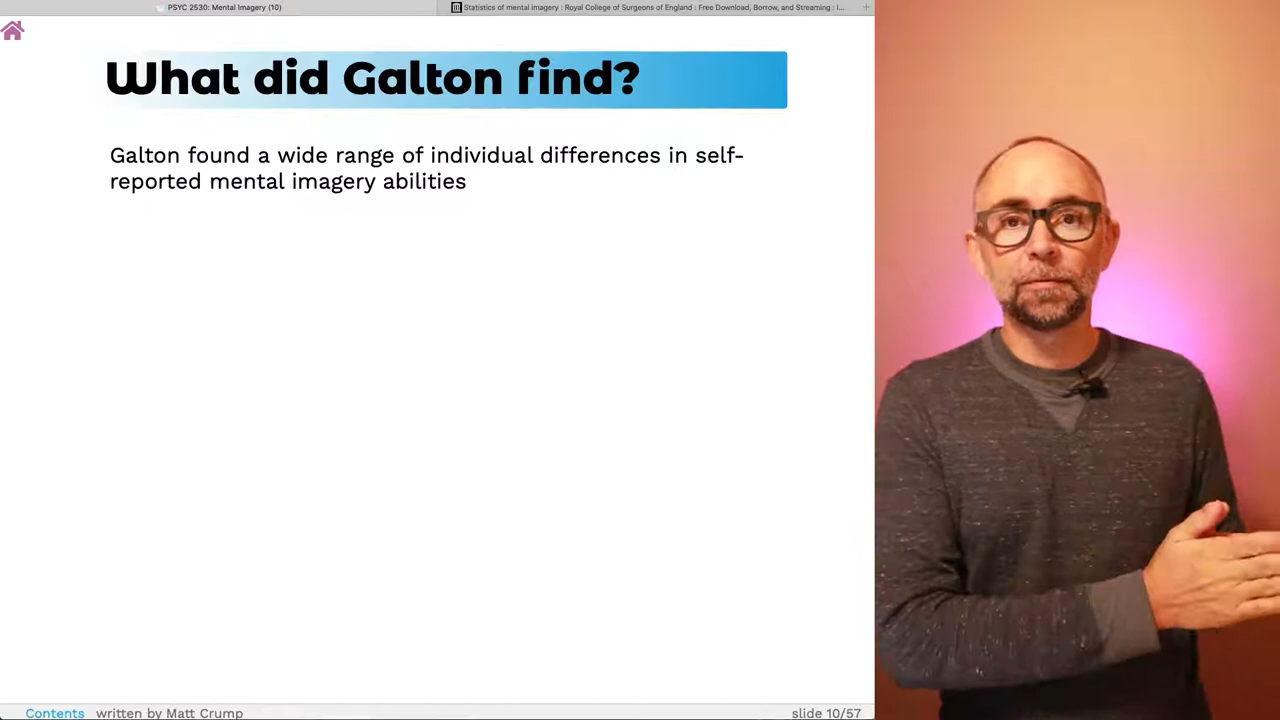 PSYC 2530: Mental Imagery (10)
Statistics of mental imagery : Royal College of Surgeons of England : Free Download, Borrow, and Streaming : I...
What did Galton find?
Galton found a wide range of individual differences in self-
reported mental imagery abilities
Contents written by Matt Crump
slide 10/57